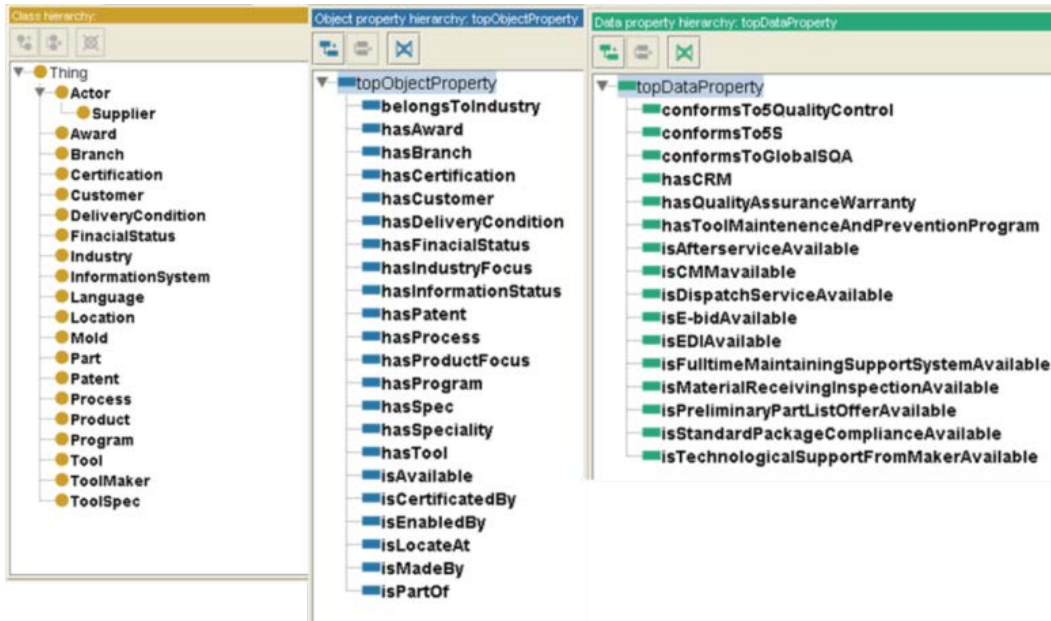 Class hierarchy:
Thing
Actor
Supplier
Award
Branch
Certification
Customer
DeliveryCondition
FinacialStatus
Industry
InformationSystem
Language
Location
Mold
Part
Patent
Process
Product
Program
Tool
ToolMaker
ToolSpec
Object property hierarchy: topObjectProperty
topObjectProperty
belongsToIndustry
hasAward
hasBranch
hasCertification
hasCustomer
hasDeliveryCondition
hasFinacialStatus
hasIndustryFocus
hasInformationStatus
hasPatent
hasProcess
hasProductFocus
hasProgram
hasSpec
hasSpeciality
hasTool
isAvailable
isCertificatedBy
isEnabledBy
isLocateAt
isMadeBy
isPartOf
Data property hierarchy: topDataProperty
topDataProperty
conformsTo5QualityControl
conformsTo5S
conformsToGlobalSQA
hasCRM
hasQualityAssuranceWarranty
hasToolMaintenenceAndPreventionProgram
isAfterserviceAvailable
isCMMavailable
isDispatchServiceAvailable
isE-bidAvailable
isEDIAvailable
isFulltimeMaintainingSupportSystemAvailable
isMaterialReceivingInspectionAvailable
isPreliminaryPartListOfferAvailable
isStandardPackageComplianceAvailable
isTechnologicalSupportFromMakerAvailable